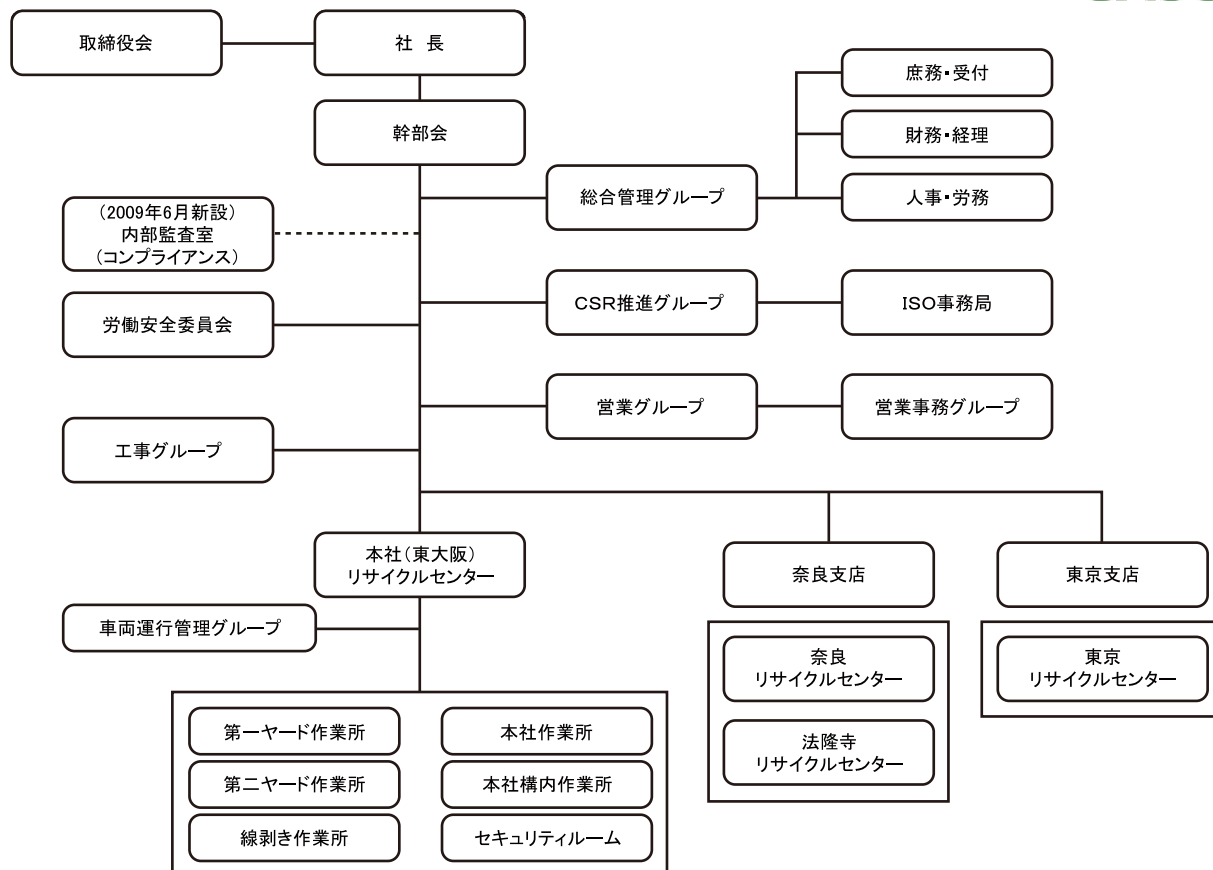 取締役会
社 長
幹部会
庶務・受付
財務・経理
人事・労務
総合管理グループ
(2009年6月新設)
内部監査室
(コンプライアンス)
CSR推進グループ
ISO事務局
労働安全委員会
営業グループ
営業事務グループ
工事グループ
本社(東大阪)
リサイクルセンター
奈良支店
東京支店
車両運行管理グループ
奈良
リサイクルセンター
法隆寺
リサイクルセンター
東京
リサイクルセンター
第一ヤード作業所
本社作業所
第二ヤード作業所
本社構内作業所
線剥き作業所
セキュリティルーム